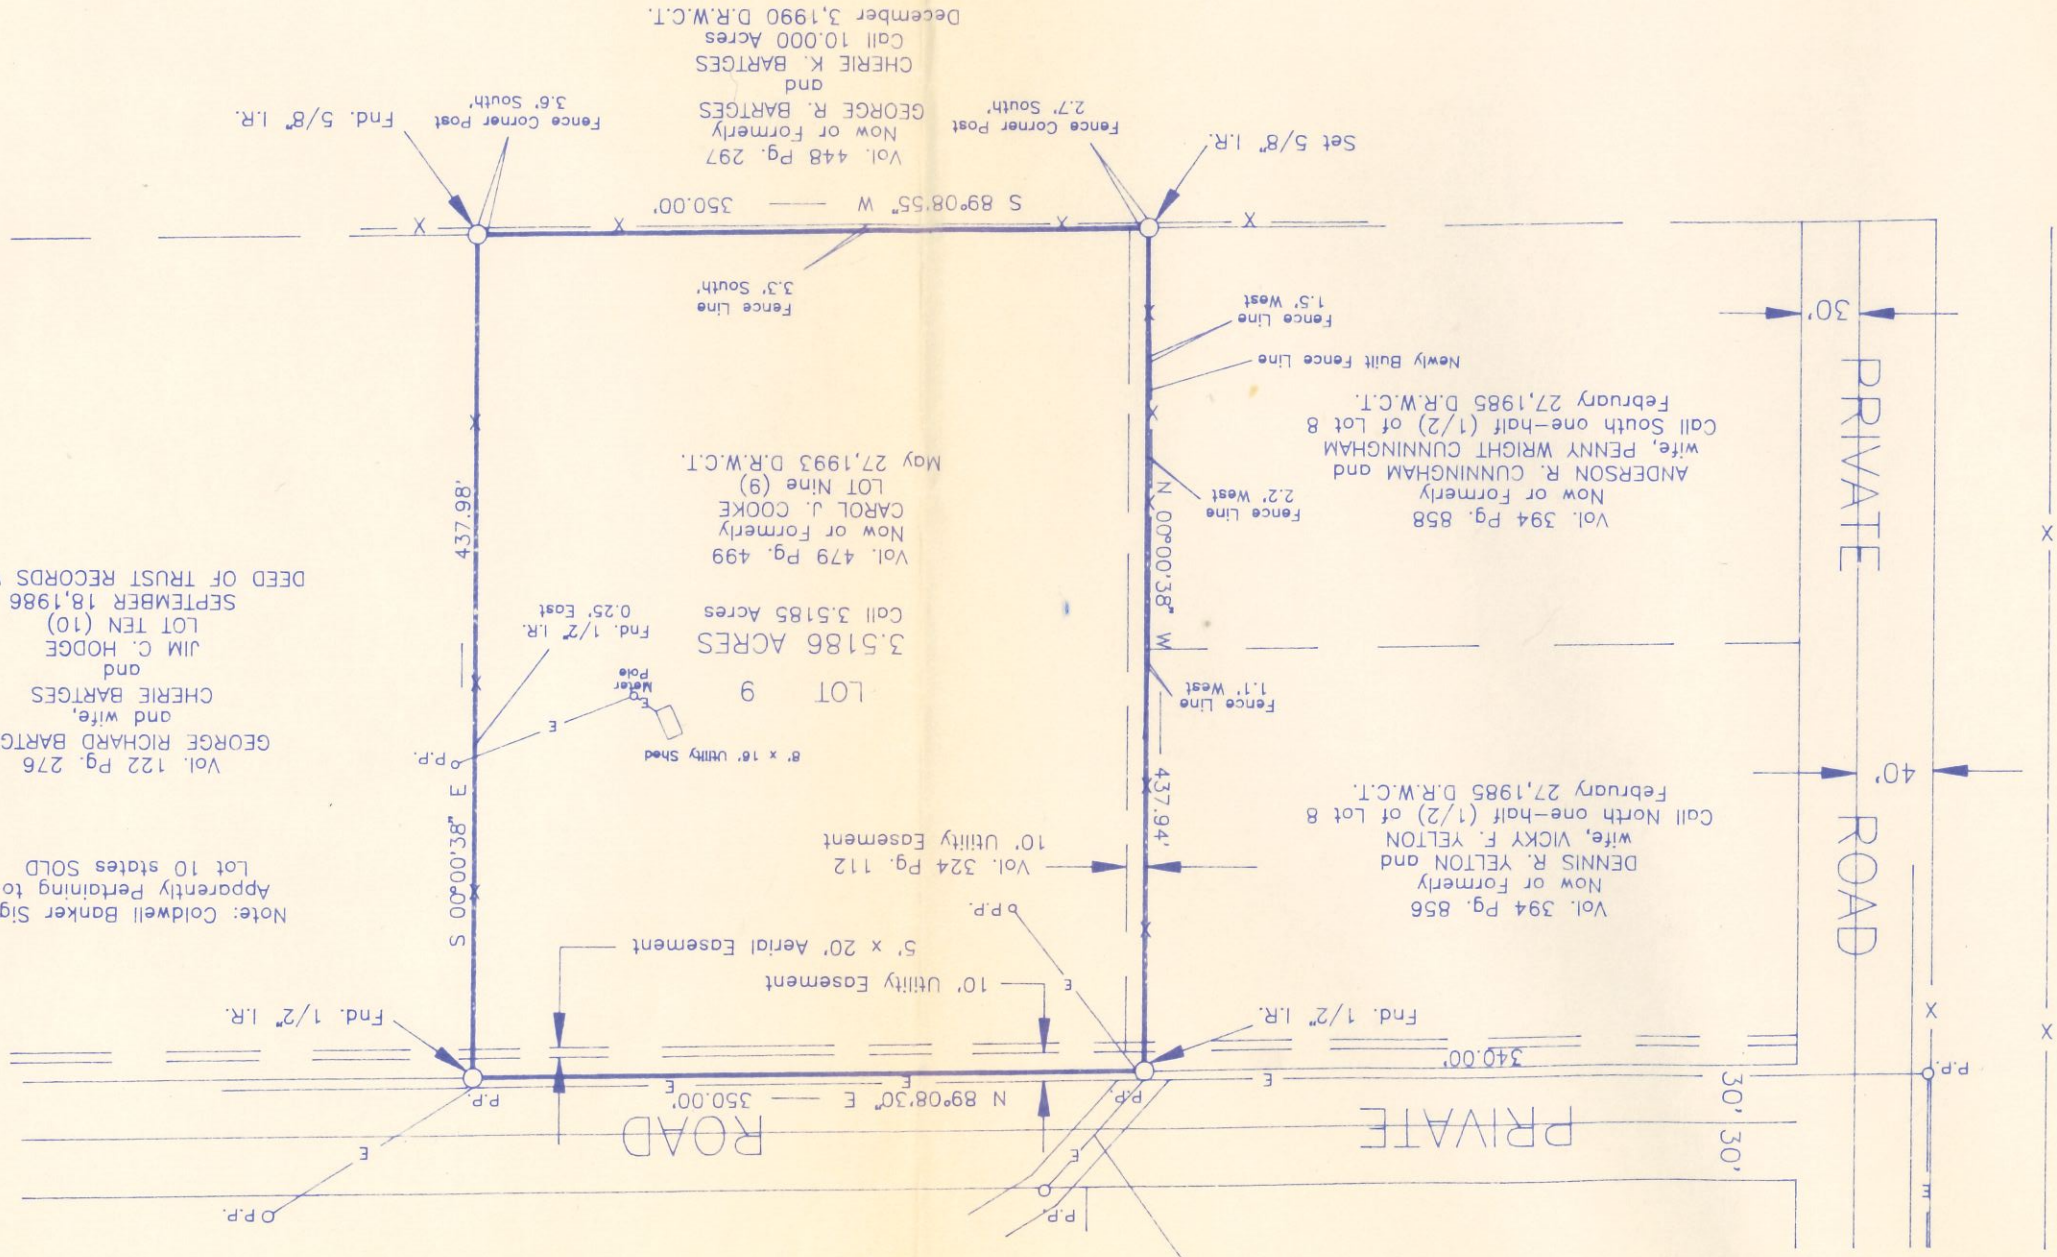 P.P.
P.P.
E
E
E
PRIVATE
ROAD
30' 30'
N 89°08'30" E — 350.00'
P.P.
P.P.
P.P.
E
E
E
340.00'
Fnd. 1/2" I.R.
Fnd. 1/2" I.R.
X
X
10' Utility Easement
5' x 20' Aerial Easement
E
P.P.
Vol. 394 Pg. 856
Now or Formerly
DENNIS R. YELTON and
wife, VICKY F. YELTON
Call North one-half (1/2) of Lot 8
February 27,1985 D.R.W.C.T.
Vol. 324 Pg. 112
10' Utility Easement
437.94'
N 00°00'38" W
S 00°00'38" E
437.98'
Note: Coldwell Banker Sig
Apparently Pertaining to
Lot 10 states SOLD
ROAD
40'
PRIVATE
30'
8' x 16' Utility Shed
P.P.
E
E
Meter
Pole
Vol. 122 Pg. 276
GEORGE RICHARD BARTG
and wife,
CHERIE BARTGES
and
JIM C. HODGE
LOT TEN (10)
SEPTEMBER 18,1986
DEED OF TRUST RECORDS
Fence Line
1.1' West
LOT 9
3.5186 ACRES
Call 3.5185 Acres
Fnd. 1/2" I.R.
0.25' East
Vol. 479 Pg. 499
Now or Formerly
CAROL J. COOKE
LOT Nine (9)
May 27,1993 D.R.W.C.T.
Vol. 394 Pg. 858
Now or Formerly
ANDERSON R. CUNNINGHAM and
wife, PENNY WRIGHT CUNNINGHAM
Call South one-half (1/2) of Lot 8
February 27,1985 D.R.W.C.T.
Fence Line
2.2' West
Newly Built Fence Line
Fence Line
1.5' West
Fence Line
3.3' South'
S 89°08'55" W — 350.00'
Set 5/8" I.R.
Fence Corner Post
2.7' South'
Vol. 448 Pg. 297
Now or Formerly
GEORGE R. BARTGES
and
CHERIE K. BARTGES
Call 10.000 Acres
December 3,1990 D.R.W.C.T.
Fence Corner Post
3.6' South'
Fnd. 5/8" I.R.